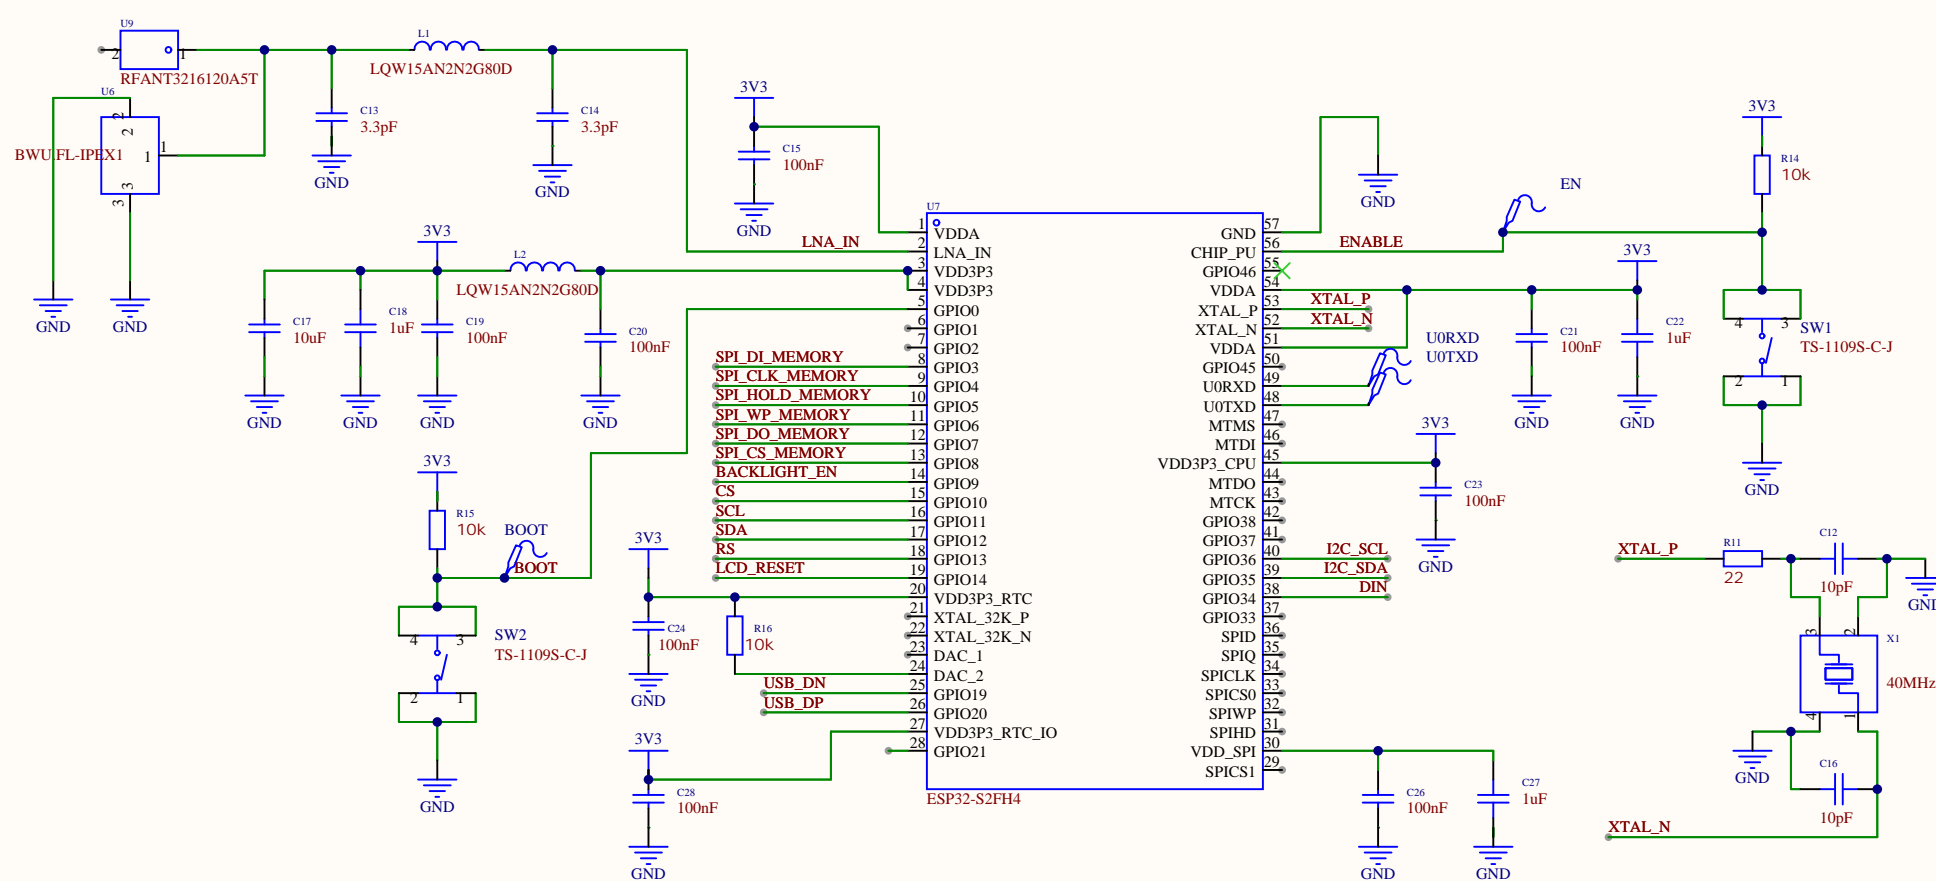 U9
2
1
RFANT3216120A5T
U6
2
2
BWU.FL-IPEX1
1
1
3
3
GND
GND
L1
LQW15AN2N2G80D
C13
3.3pF
GND
C14
3.3pF
GND
3V3
C15
100nF
GND
LNA_IN
3V3
L2
LQW15AN2N2G80D
C17
10uF
GND
C18
1uF
GND
C19
100nF
GND
C20
100nF
GND
3V3
R15
10k
BOOT
BOOT
4
3
SW2
TS-1109S-C-J
2
1
GND
SPI_DI_MEMORY
SPI_CLK_MEMORY
SPI_HOLD_MEMORY
SPI_WP_MEMORY
SPI_DO_MEMORY
SPI_CS_MEMORY
BACKLIGHT_EN
CS
SCL
SDA
RS
LCD_RESET
3V3
C24
100nF
GND
R16
10k
USB_DN
USB_DP
3V3
C28
100nF
GND
U7
1 VDDA
2 LNA_IN
3 VDD3P3
4 VDD3P3
5 GPIO0
6 GPIO1
7 GPIO2
8 GPIO3
9 GPIO4
10 GPIO5
11 GPIO6
12 GPIO7
13 GPIO8
14 GPIO9
15 GPIO10
16 GPIO11
17 GPIO12
18 GPIO13
19 GPIO14
20 VDD3P3_RTC
21 XTAL_32K_P
22 XTAL_32K_N
23 DAC_1
24 DAC_2
25 GPIO19
26 GPIO20
27 VDD3P3_RTC_IO
28 GPIO21
GND 57
CHIP_PU 56
GPIO46 55
VDDA 54
XTAL_P 53
XTAL_N 52
VDDA 51
GPIO45 50
U0RXD 49
U0TXD 48
MTMS 47
MTDI 46
VDD3P3_CPU 45
MTDO 44
MTCK 43
GPIO38 42
GPIO37 41
GPIO36 40
GPIO35 39
GPIO34 38
GPIO33 37
SPID 36
SPIQ 35
SPICLK 34
SPICS0 33
SPIWP 32
SPIHD 31
VDD_SPI 30
SPICS1 29
ESP32-S2FH4
GND
ENABLE
EN
XTAL_P
XTAL_N
U0RXD
U0TXD
3V3
C21
100nF
GND
C22
1uF
GND
3V3
R14
10k
4
3
SW1
TS-1109S-C-J
2
1
GND
3V3
C23
100nF
GND
I2C_SCL
I2C_SDA
DIN
C26
100nF
GND
C27
1uF
GND
XTAL_P
R11
22
C12
10pF
GND
3
2
X1
40MHz
4
1
GND
C16
10pF
XTAL_N